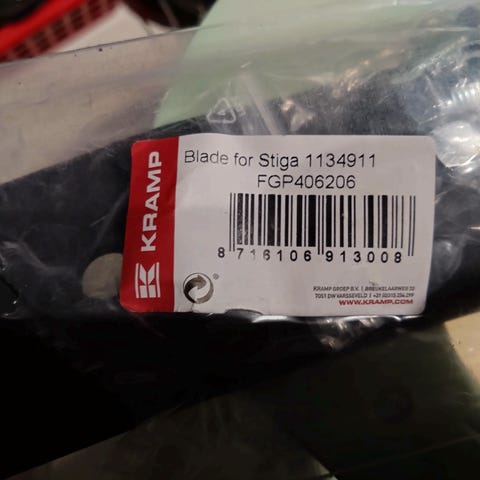 KRAMP
Blade for Stiga 1134911
FGP406206
8 716106 913008
KRAMP GROEP B.V. | BREUKELAARWEG 33
7051 DW VARSSEVELD | +31 (0)315 254 299
WWW.KRAMP.COM